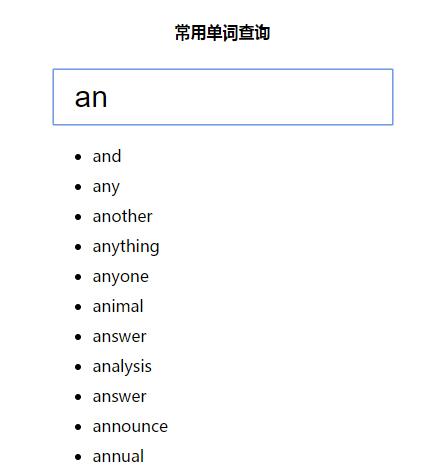 常用单词查询
an
and
any
another
anything
anyone
animal
answer
analysis
answer
announce
annual